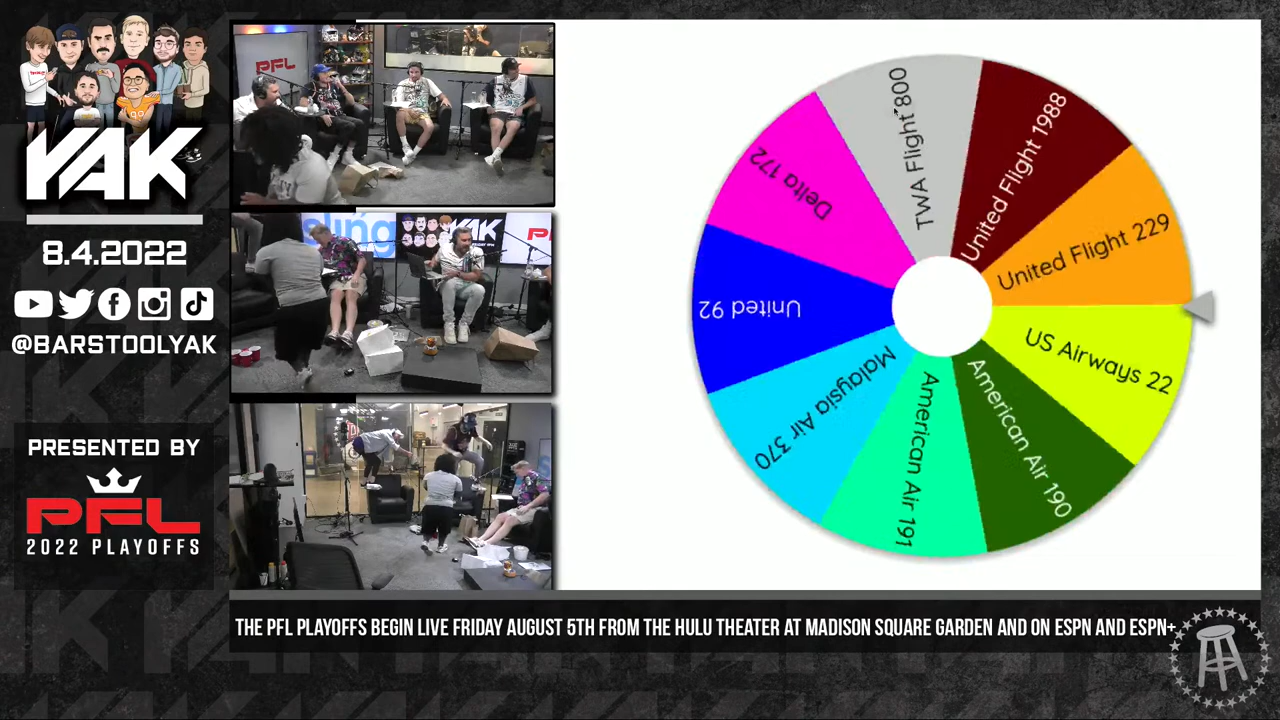 YAK
8.4.2022
@BARSTOOLYAK
PRESENTED BY
PFL
2022 PLAYOFFS
PFL
sling
YAK
TWA Flight 800
United Flight 1988
United Flight 229
US Airways 22
American Air 190
American Air 191
Malaysia Air 370
United 92
Delta 172
THE PFL PLAYOFFS BEGIN LIVE FRIDAY AUGUST 5TH FROM THE HULU THEATER AT MADISON SQUARE GARDEN AND ON ESPN AND ESPN+